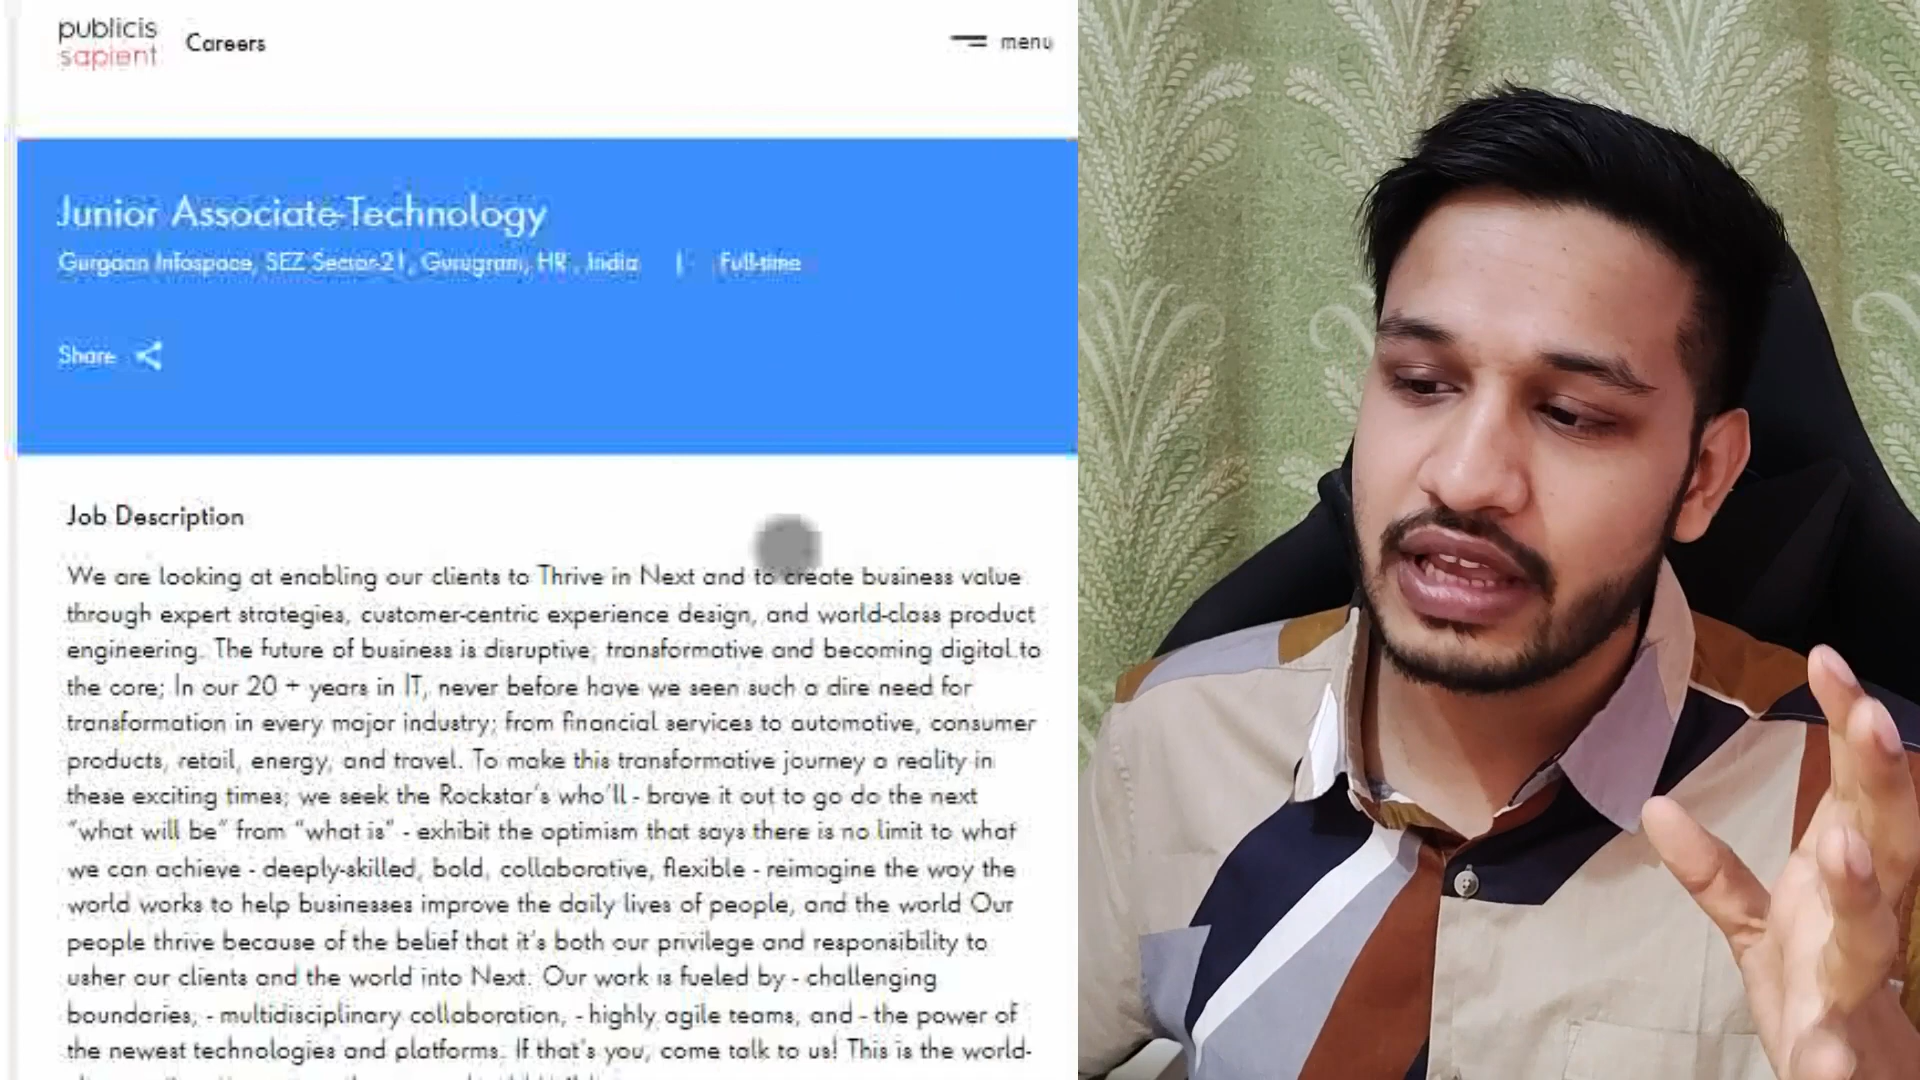 publicis
sapient
Careers
menu
Junior Associate-Technology
Gurgaon Infospace, SEZ Sector-21, Gurugram, HR , India | Full-time
Share
Job Description
We are looking at enabling our clients to Thrive in Next and to create business value
through expert strategies, customer-centric experience design, and world-class product
engineering. The future of business is disruptive; transformative and becoming digital to
the core; In our 20 + years in IT, never before have we seen such a dire need for
transformation in every major industry; from financial services to automotive, consumer
products, retail, energy, and travel. To make this transformative journey a reality in
these exciting times; we seek the Rockstar's who'll - brave it out to go do the next
"what will be" from "what is" - exhibit the optimism that says there is no limit to what
we can achieve - deeply-skilled, bold, collaborative, flexible - reimagine the way the
world works to help businesses improve the daily lives of people, and the world Our
people thrive because of the belief that it's both our privilege and responsibility to
usher our clients and the world into Next. Our work is fueled by - challenging
boundaries, - multidisciplinary collaboration, - highly agile teams, and - the power of
the newest technologies and platforms. If that's you, come talk to us! This is the world-